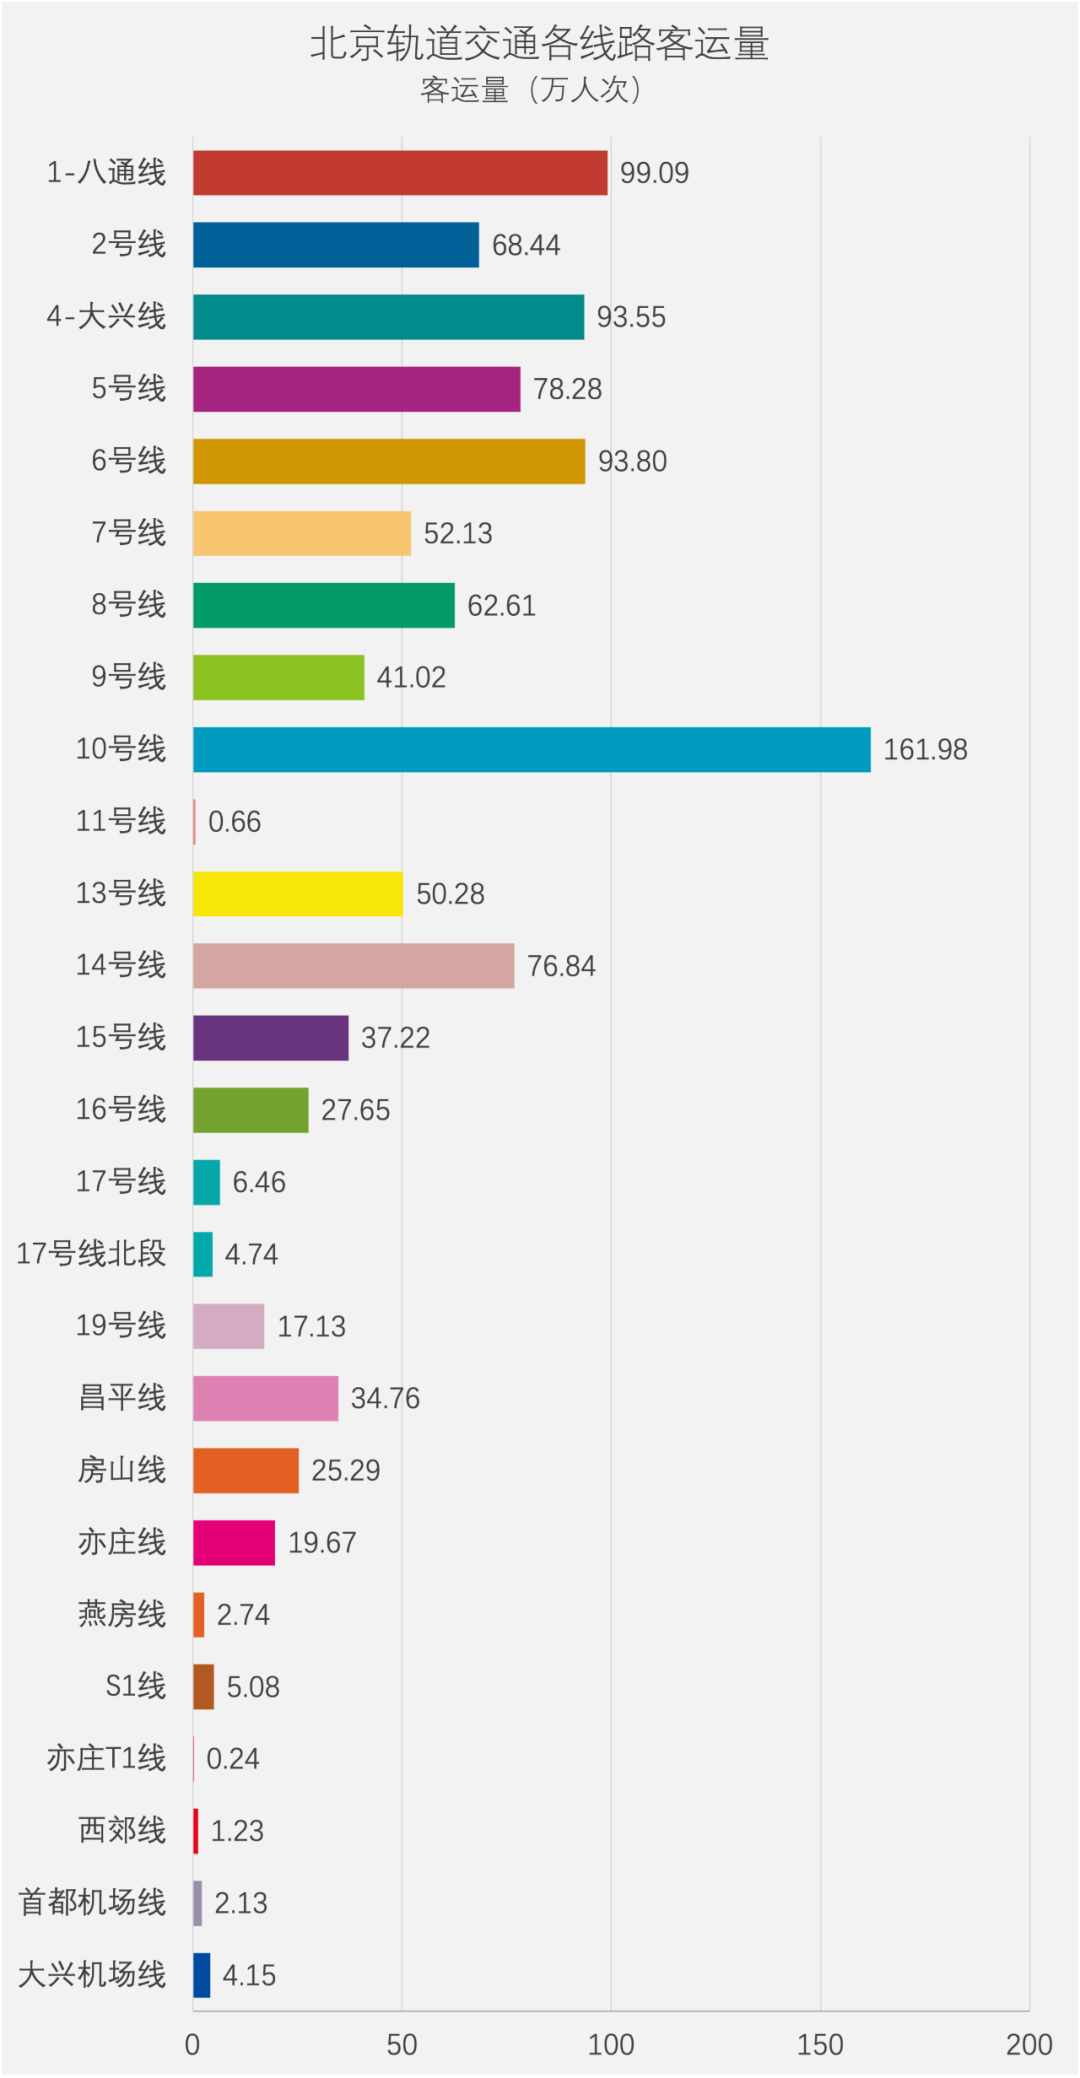 北京轨道交通各线路客运量
客运量（万人次）
1-八通线 99.09
2号线 68.44
4-大兴线 93.55
5号线 78.28
6号线 93.80
7号线 52.13
8号线 62.61
9号线 41.02
10号线 161.98
11号线 0.66
13号线 50.28
14号线 76.84
15号线 37.22
16号线 27.65
17号线 6.46
17号线北段 4.74
19号线 17.13
昌平线 34.76
房山线 25.29
亦庄线 19.67
燕房线 2.74
S1线 5.08
亦庄T1线 0.24
西郊线 1.23
首都机场线 2.13
大兴机场线 4.15
0 50 100 150 200